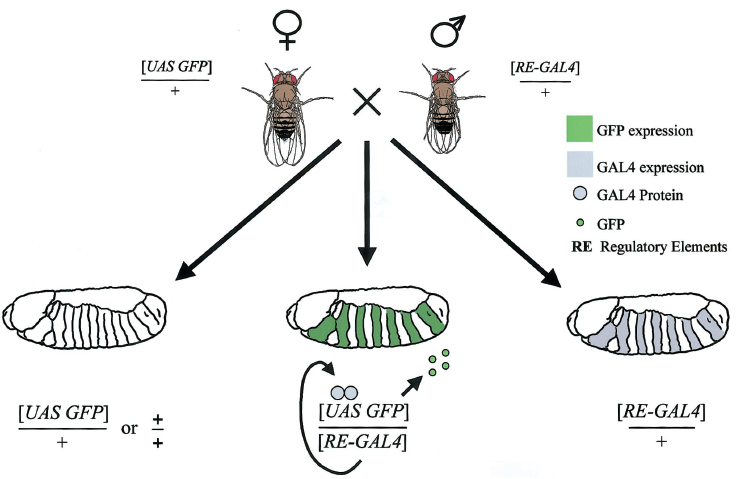 ♀ ♂
[UAS GFP]
+
[RE-GAL4]
+
×
GFP expression
GAL4 expression
GAL4 Protein
GFP
RE Regulatory Elements
[UAS GFP]
+
or
+
+
[UAS GFP]
[RE-GAL4]
[RE-GAL4]
+